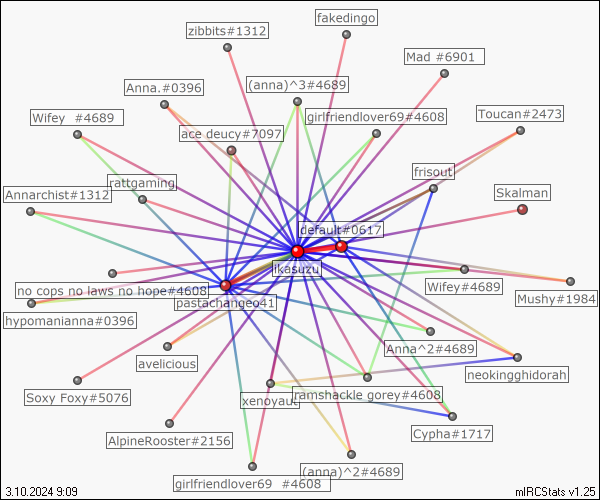 fakedingo
zibbits#1312
Mad #6901
Anna.#0396
(anna)^3#4689
Wifey  #4689
girlfriendlover69#4608
Toucan#2473
ace deucy#7097
frisout
rattgaming
Annarchist#1312
Skalman
default#0617
ikasuzu
no cops no laws no hope#4608
Wifey#4689
Mushy#1984
pastachangeo41
hypomanianna#0396
Anna^2#4689
avelicious
neokingghidorah
Soxy Foxy#5076
xenoyaut
ramshackle gorey#4608
Cypha#1717
AlpineRooster#2156
(anna)^2#4689
girlfriendlover69  #4608
3.10.2024 9:09
mIRCStats v1.25